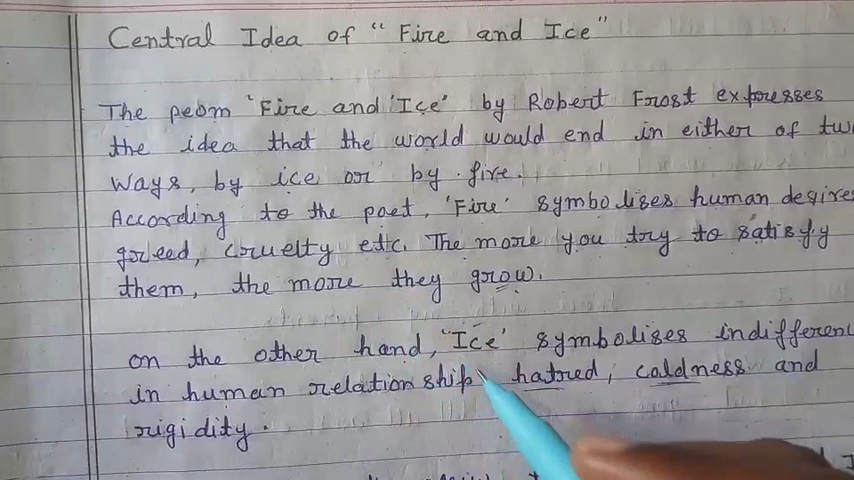 Central Idea of "Fire and Ice"
The peom 'Fire and 'Ice' by Robert Frost expresses
the idea that the world would end in either of tw
ways, by ice or by fire.
According to the poet, 'Fire' symbolises human desires
greed, cruelty etc. The more you try to satisfy
them, the more they grow.
on the other hand, 'Ice' symbolises indifferenc
in human relationship hatred, coldness and
rigidity.